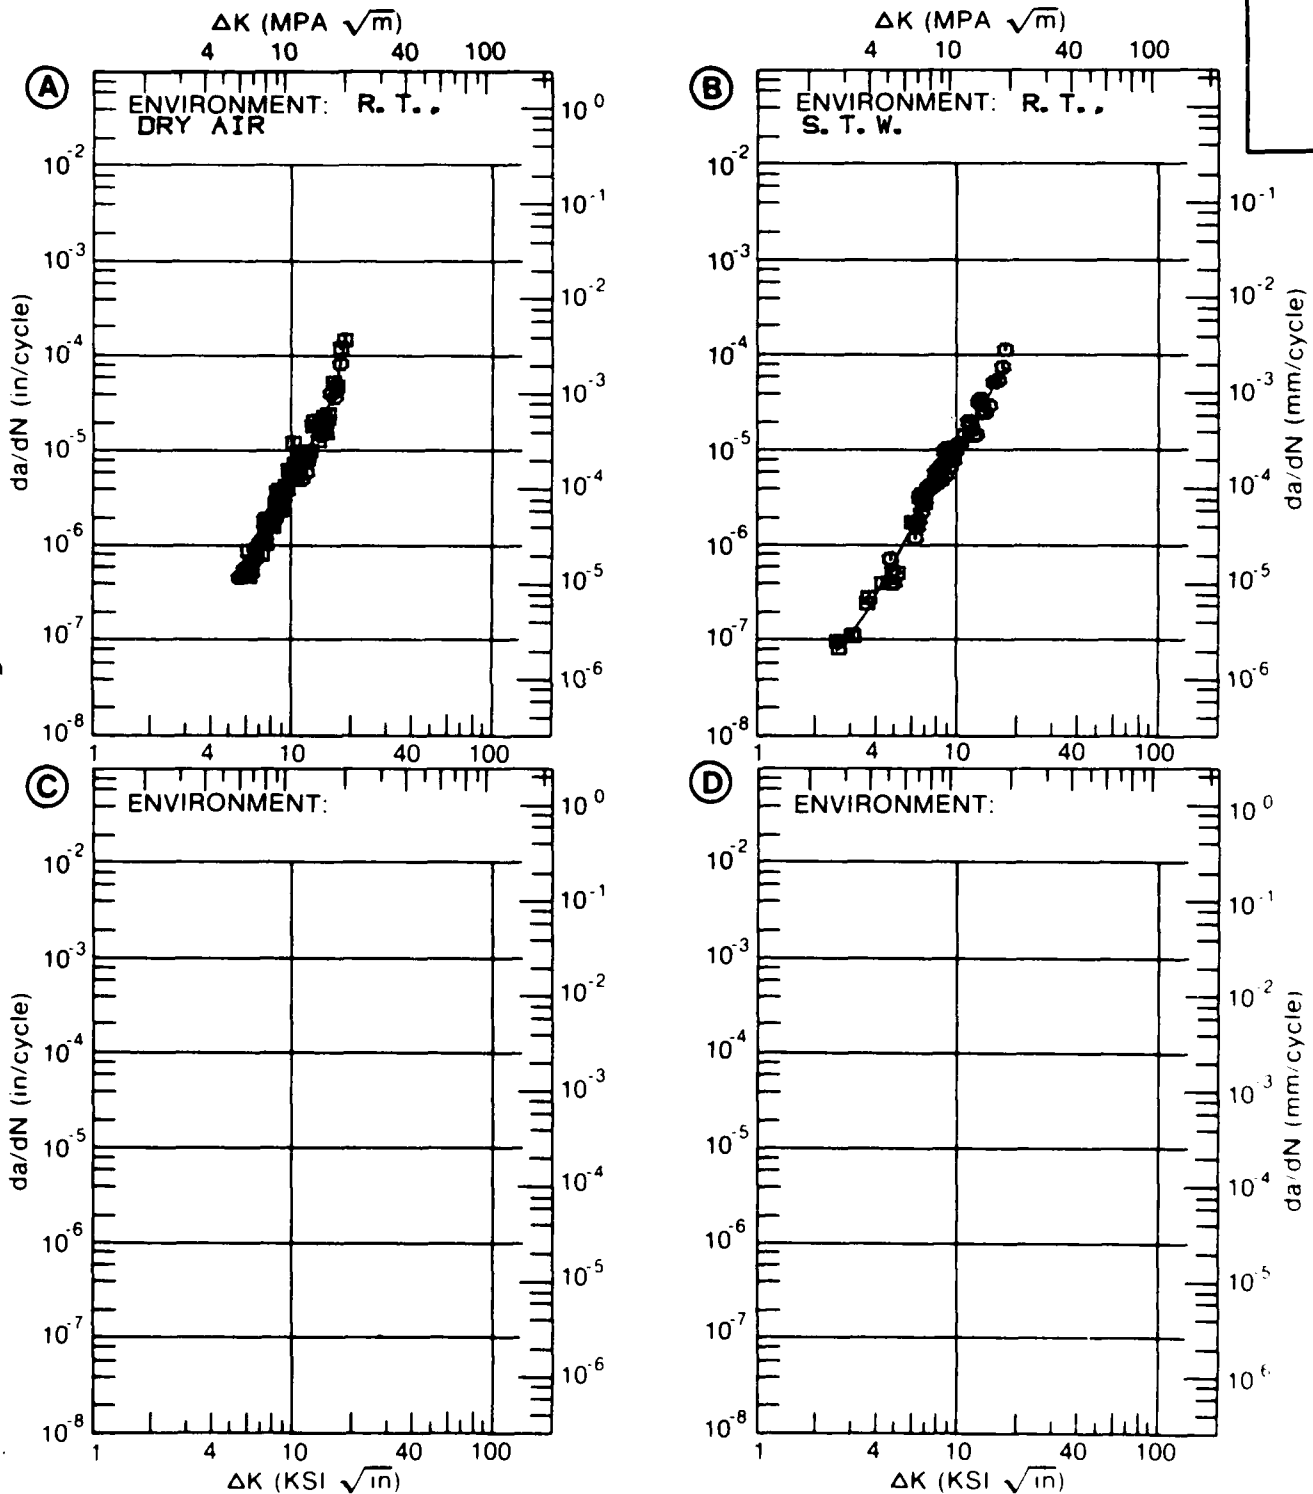 ΔK (MPA √m)
4 10 40 100
A
ENVIRONMENT: R. T.,
DRY AIR
da/dN (in/cycle)
10⁻²
10⁻³
10⁻⁴
10⁻⁵
10⁻⁶
10⁻⁷
10⁻⁸
10⁰
10⁻¹
10⁻²
10⁻³
10⁻⁴
10⁻⁵
10⁻⁶
1 4 10 40 100
ΔK (MPA √m)
4 10 40 100
B
ENVIRONMENT: R. T.,
S. T. W.
10⁻²
10⁻³
10⁻⁴
10⁻⁵
10⁻⁶
10⁻⁷
10⁻⁸
10⁻¹
10⁻²
10⁻³
10⁻⁴
10⁻⁵
10⁻⁶
da/dN (mm/cycle)
1 4 10 40 100
C
ENVIRONMENT:
da/dN (in/cycle)
10⁻²
10⁻³
10⁻⁴
10⁻⁵
10⁻⁶
10⁻⁷
10⁻⁸
10⁰
10⁻¹
10⁻²
10⁻³
10⁻⁴
10⁻⁵
10⁻⁶
1 4 10 40 100
ΔK (KSI √in)
D
ENVIRONMENT:
10⁻²
10⁻³
10⁻⁴
10⁻⁵
10⁻⁶
10⁻⁷
10⁻⁸
10⁰
10⁻¹
10⁻²
10⁻³
10⁻⁴
10⁻⁵
10⁻⁶
da/dN (mm/cycle)
1 4 10 40 100
ΔK (KSI √in)